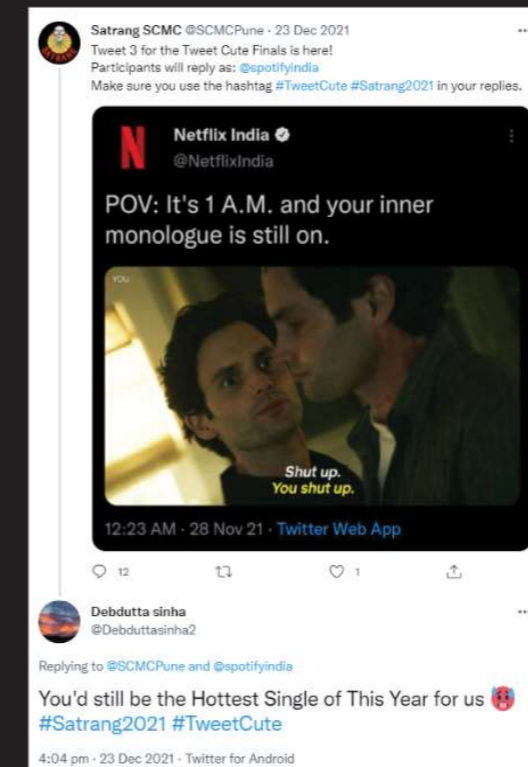 Satrang SCMC @SCMCPune · 23 Dec 2021
Tweet 3 for the Tweet Cute Finals is here!
Participants will reply as: @spotifyindia
Make sure you use the hashtag #TweetCute #Satrang2021 in your replies.
SATRANG
N
Netflix India
@NetflixIndia
POV: It's 1 A.M. and your inner
monologue is still on.
YOU
Shut up.
You shut up.
12:23 AM · 28 Nov 21 · Twitter Web App
12
1
Debdutta sinha
@Debduttasinha2
Replying to @SCMCPune and @spotifyindia
You'd still be the Hottest Single of This Year for us 🥵
#Satrang2021 #TweetCute
4:04 pm · 23 Dec 2021 · Twitter for Android